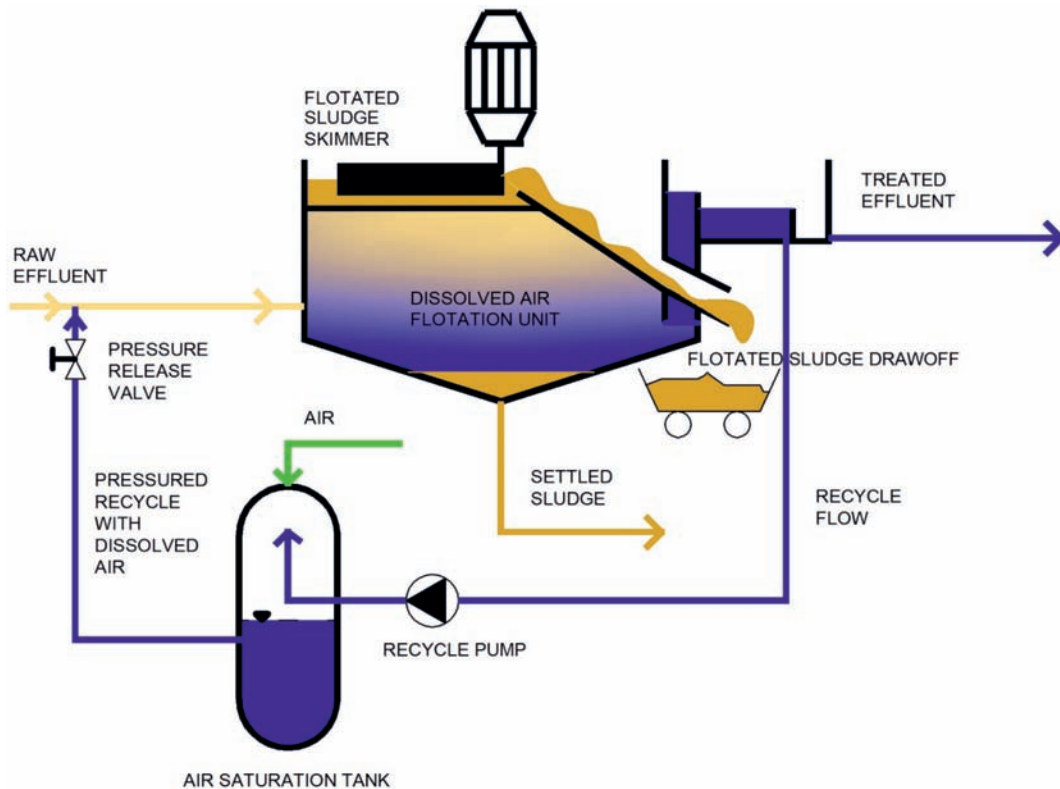 FLOTATED
SLUDGE
SKIMMER
TREATED
EFFLUENT
RAW
EFFLUENT
DISSOLVED AIR
FLOTATION UNIT
PRESSURE
RELEASE
VALVE
FLOTATED SLUDGE DRAWOFF
AIR
PRESSURED
RECYCLE
WITH
DISSOLVED
AIR
SETTLED
SLUDGE
RECYCLE
FLOW
RECYCLE PUMP
AIR SATURATION TANK